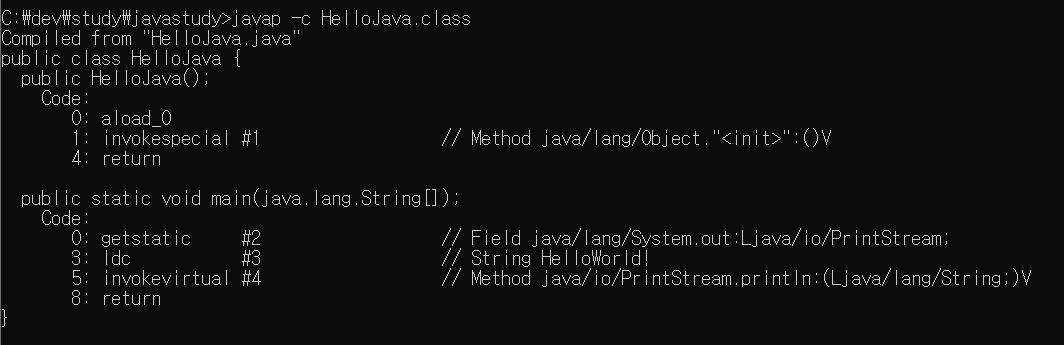 C:₩dev₩study₩javastudy>javap -c HelloJava.class
Compiled from "HelloJava.java"
public class HelloJava {
  public HelloJava();
    Code:
       0: aload_0
       1: invokespecial #1                  // Method java/lang/Object."<init>":()V
       4: return

  public static void main(java.lang.String[]);
    Code:
       0: getstatic     #2                  // Field java/lang/System.out:Ljava/io/PrintStream;
       3: ldc           #3                  // String HelloWorld!
       5: invokevirtual #4                  // Method java/io/PrintStream.println:(Ljava/lang/String;)V
       8: return
}